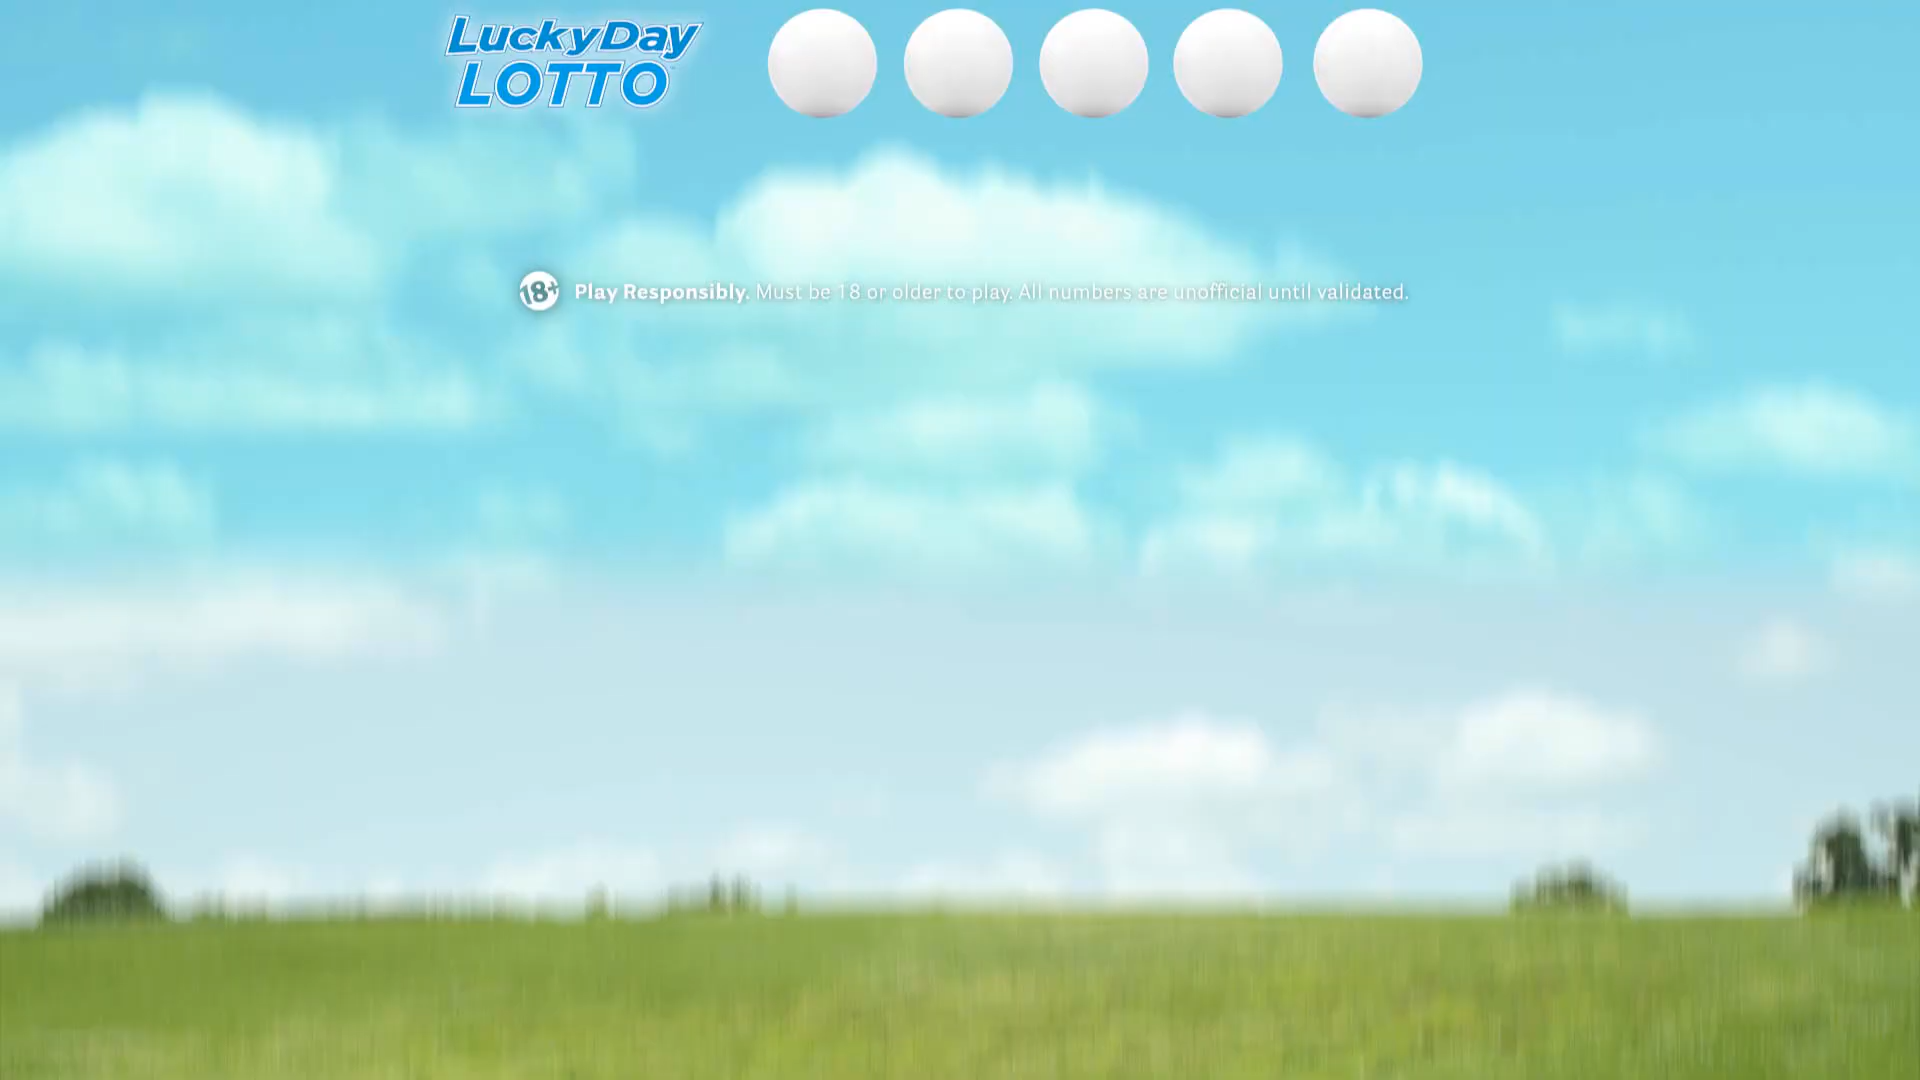 LuckyDay
LOTTO
18+ Play Responsibly. Must be 18 or older to play. All numbers are unofficial until validated.